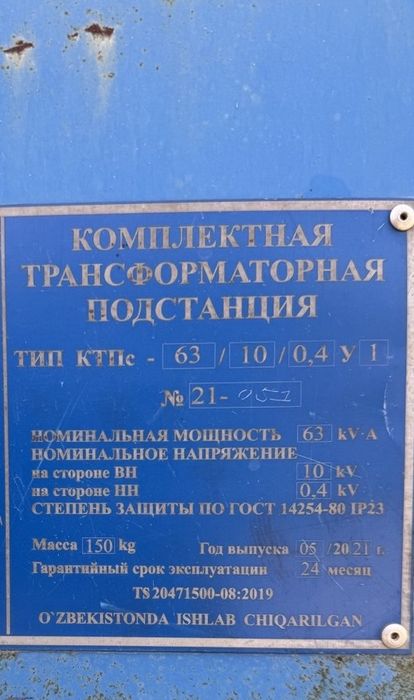 КОМПЛЕКТНАЯ
ТРАНСФОРМАТОРНАЯ
ПОДСТАНЦИЯ
ТИП КТПс - 63 / 10 / 0,4 У 1
№ 21-051
НОМИНАЛЬНАЯ МОЩНОСТЬ 63 kV·A
НОМИНАЛЬНОЕ НАПРЯЖЕНИЕ
на стороне ВН 10 kV
на стороне НН 0,4 kV
СТЕПЕНЬ ЗАЩИТЫ ПО ГОСТ 14254-80 IP23
Масса 150 kg Год выпуска 05 /20 21 г.
Гарантийный срок эксплуатации 24 месяц
TS 20471500-08:2019
O`ZBEKISTONDA ISHLAB CHIQARILGAN